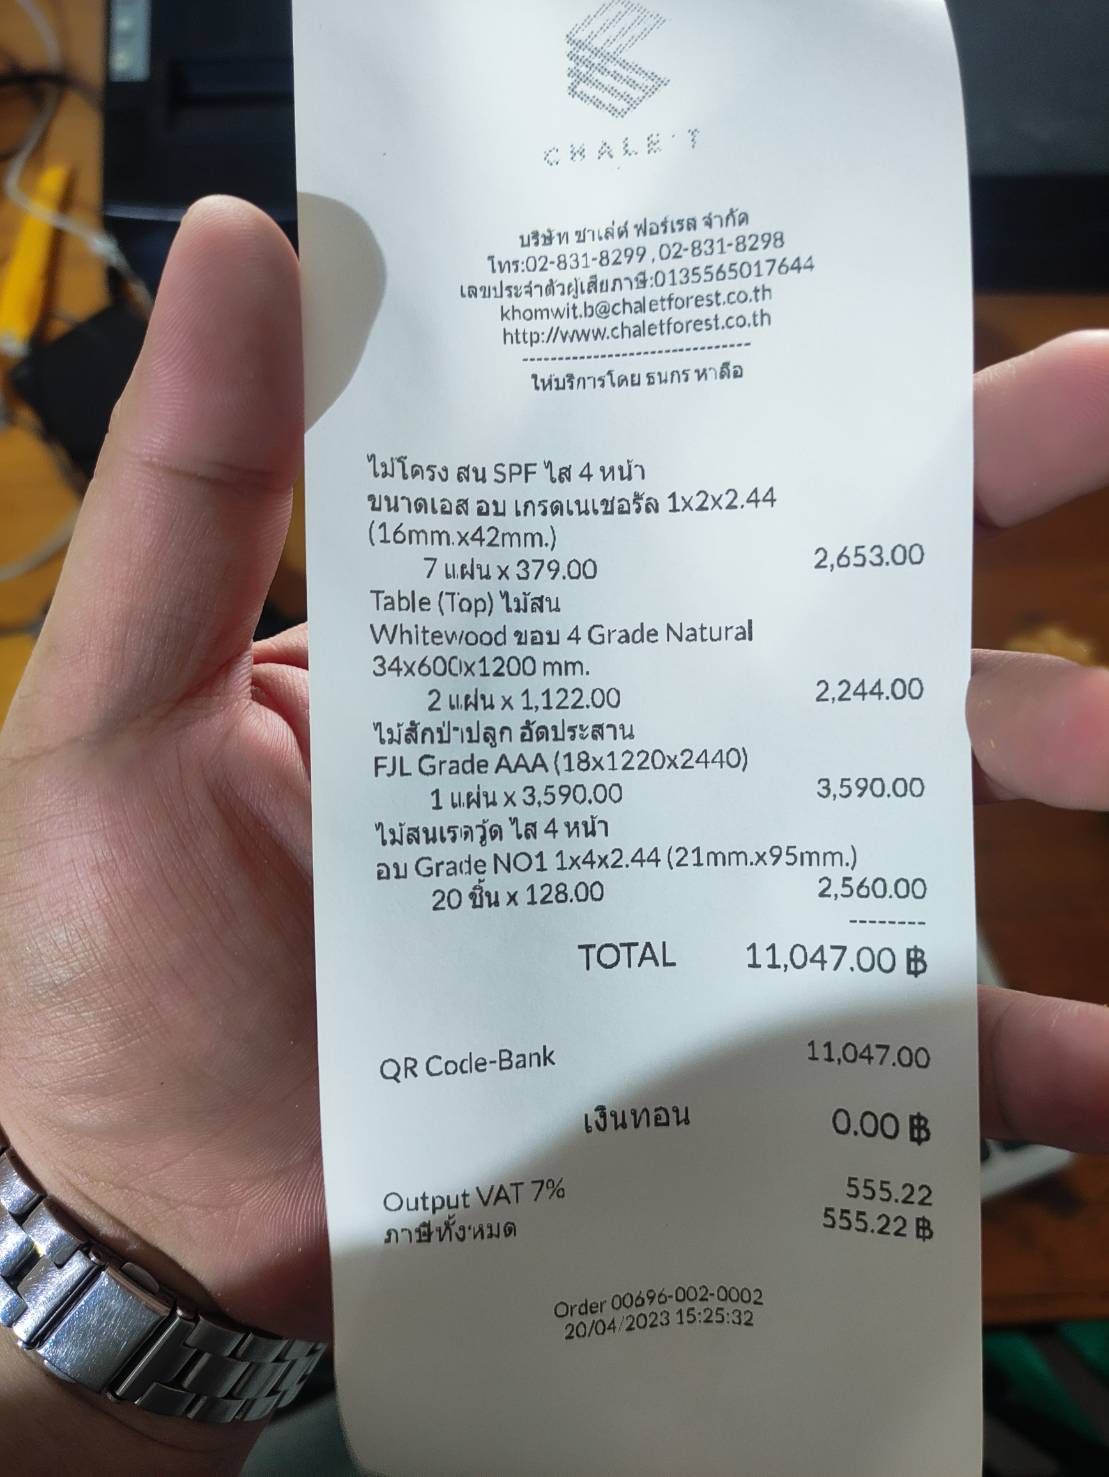 CHALE'T
บริษัท ชาเล่ต์ ฟอร์เรส จำกัด
โทร:02-831-8299 ,02-831-8298
เลขประจำตัวผู้เสียภาษี:0135565017644
khomwit.b@chaletforest.co.th
http://www.chaletforest.co.th
--------------------------------
ให้บริการโดย ธนกร หาลือ
ไม้โครง สน SPF ไส 4 หน้า
ขนาดเอส อบ เกรดเนเชอรัล 1x2x2.44
(16mm.x42mm.)
7 แผ่น x 379.00 2,653.00
Table (Top) ไม้สน
Whitewood ขอบ 4 Grade Natural
34x600x1200 mm.
2 แผ่น x 1,122.00 2,244.00
ไม้สักป่าปลูก อัดประสาน
FJL Grade AAA (18x1220x2440)
1 แผ่น x 3,590.00 3,590.00
ไม้สนเรดวู้ด ไส 4 หน้า
อบ Grade NO1 1x4x2.44 (21mm.x95mm.)
20 ชิ้น x 128.00 2,560.00
--------
TOTAL 11,047.00 ฿
QR Code-Bank 11,047.00
เงินทอน 0.00 ฿
Output VAT 7% 555.22
ภาษีทั้งหมด 555.22 ฿
Order 00696-002-0002
20/04/2023 15:25:32